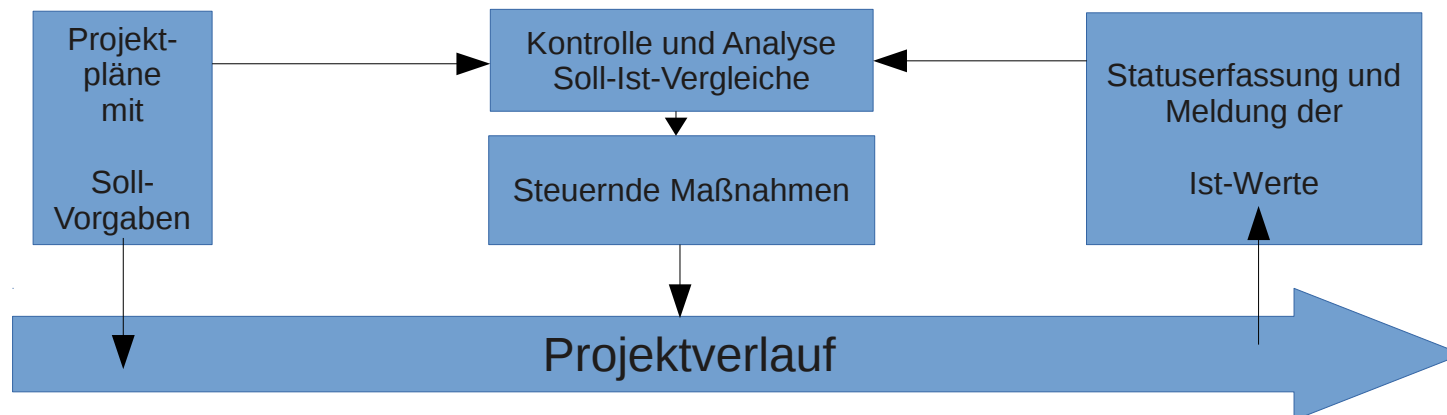 Projekt-
pläne
mit
Soll-
Vorgaben
Kontrolle und Analyse
Soll-Ist-Vergleiche
Steuernde Maßnahmen
Statuserfassung und
Meldung der
Ist-Werte
Projektverlauf